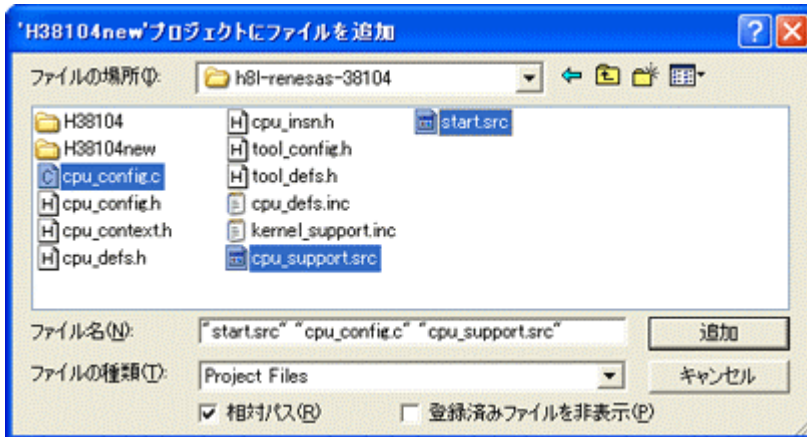 'H38104new'プロジェクトにファイルを追加
ファイルの場所(I):
h8l-renesas-38104
H38104
H38104new
cpu_config.c
cpu_config.h
cpu_context.h
cpu_defs.h
cpu_insn.h
tool_config.h
tool_defs.h
cpu_defs.inc
kernel_support.inc
cpu_support.src
start.src
ファイル名(N):
"start.src" "cpu_config.c" "cpu_support.src"
追加
ファイルの種類(T):
Project Files
キャンセル
相対パス(R)
登録済みファイルを非表示(P)